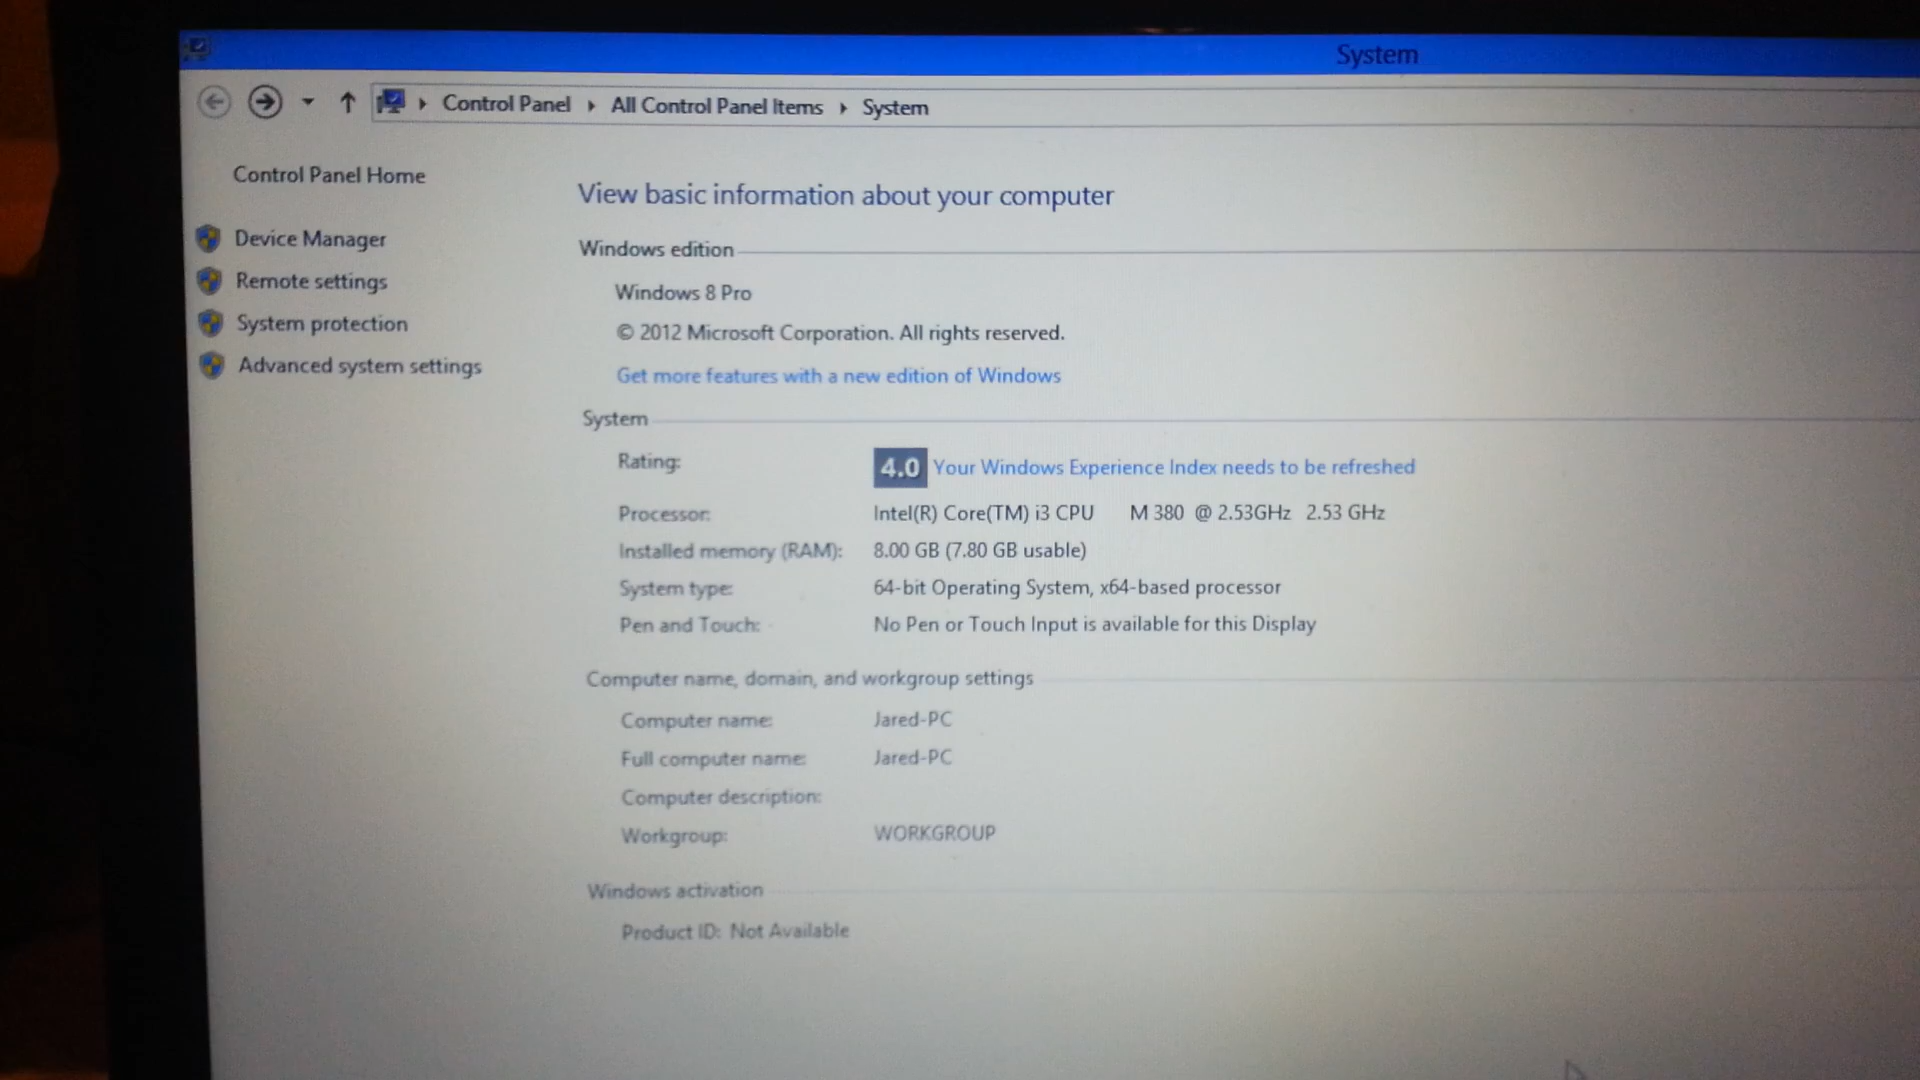 System
Control Panel ▸ All Control Panel Items ▸ System
Control Panel Home
Device Manager
Remote settings
System protection
Advanced system settings
View basic information about your computer
Windows edition
Windows 8 Pro
© 2012 Microsoft Corporation. All rights reserved.
Get more features with a new edition of Windows
System
Rating: 4.0 Your Windows Experience Index needs to be refreshed
Processor: Intel(R) Core(TM) i3 CPU M 380 @ 2.53GHz 2.53 GHz
Installed memory (RAM): 8.00 GB (7.80 GB usable)
System type: 64-bit Operating System, x64-based processor
Pen and Touch: No Pen or Touch Input is available for this Display
Computer name, domain, and workgroup settings
Computer name: Jared-PC
Full computer name: Jared-PC
Computer description:
Workgroup: WORKGROUP
Windows activation
Product ID: Not Available